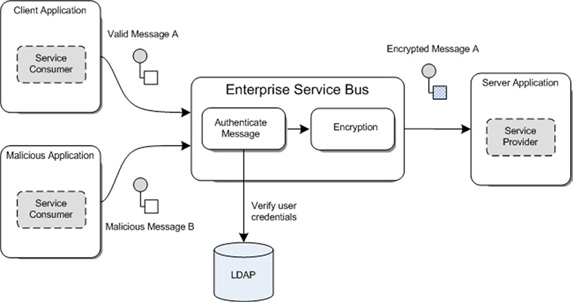 Client Application
Service
Consumer
Valid Message A
Malicious Application
Service
Consumer
Malicious Message B
Enterprise Service Bus
Authenticate
Message
Encryption
Verify user
credentials
LDAP
Encrypted Message A
Server Application
Service
Provider